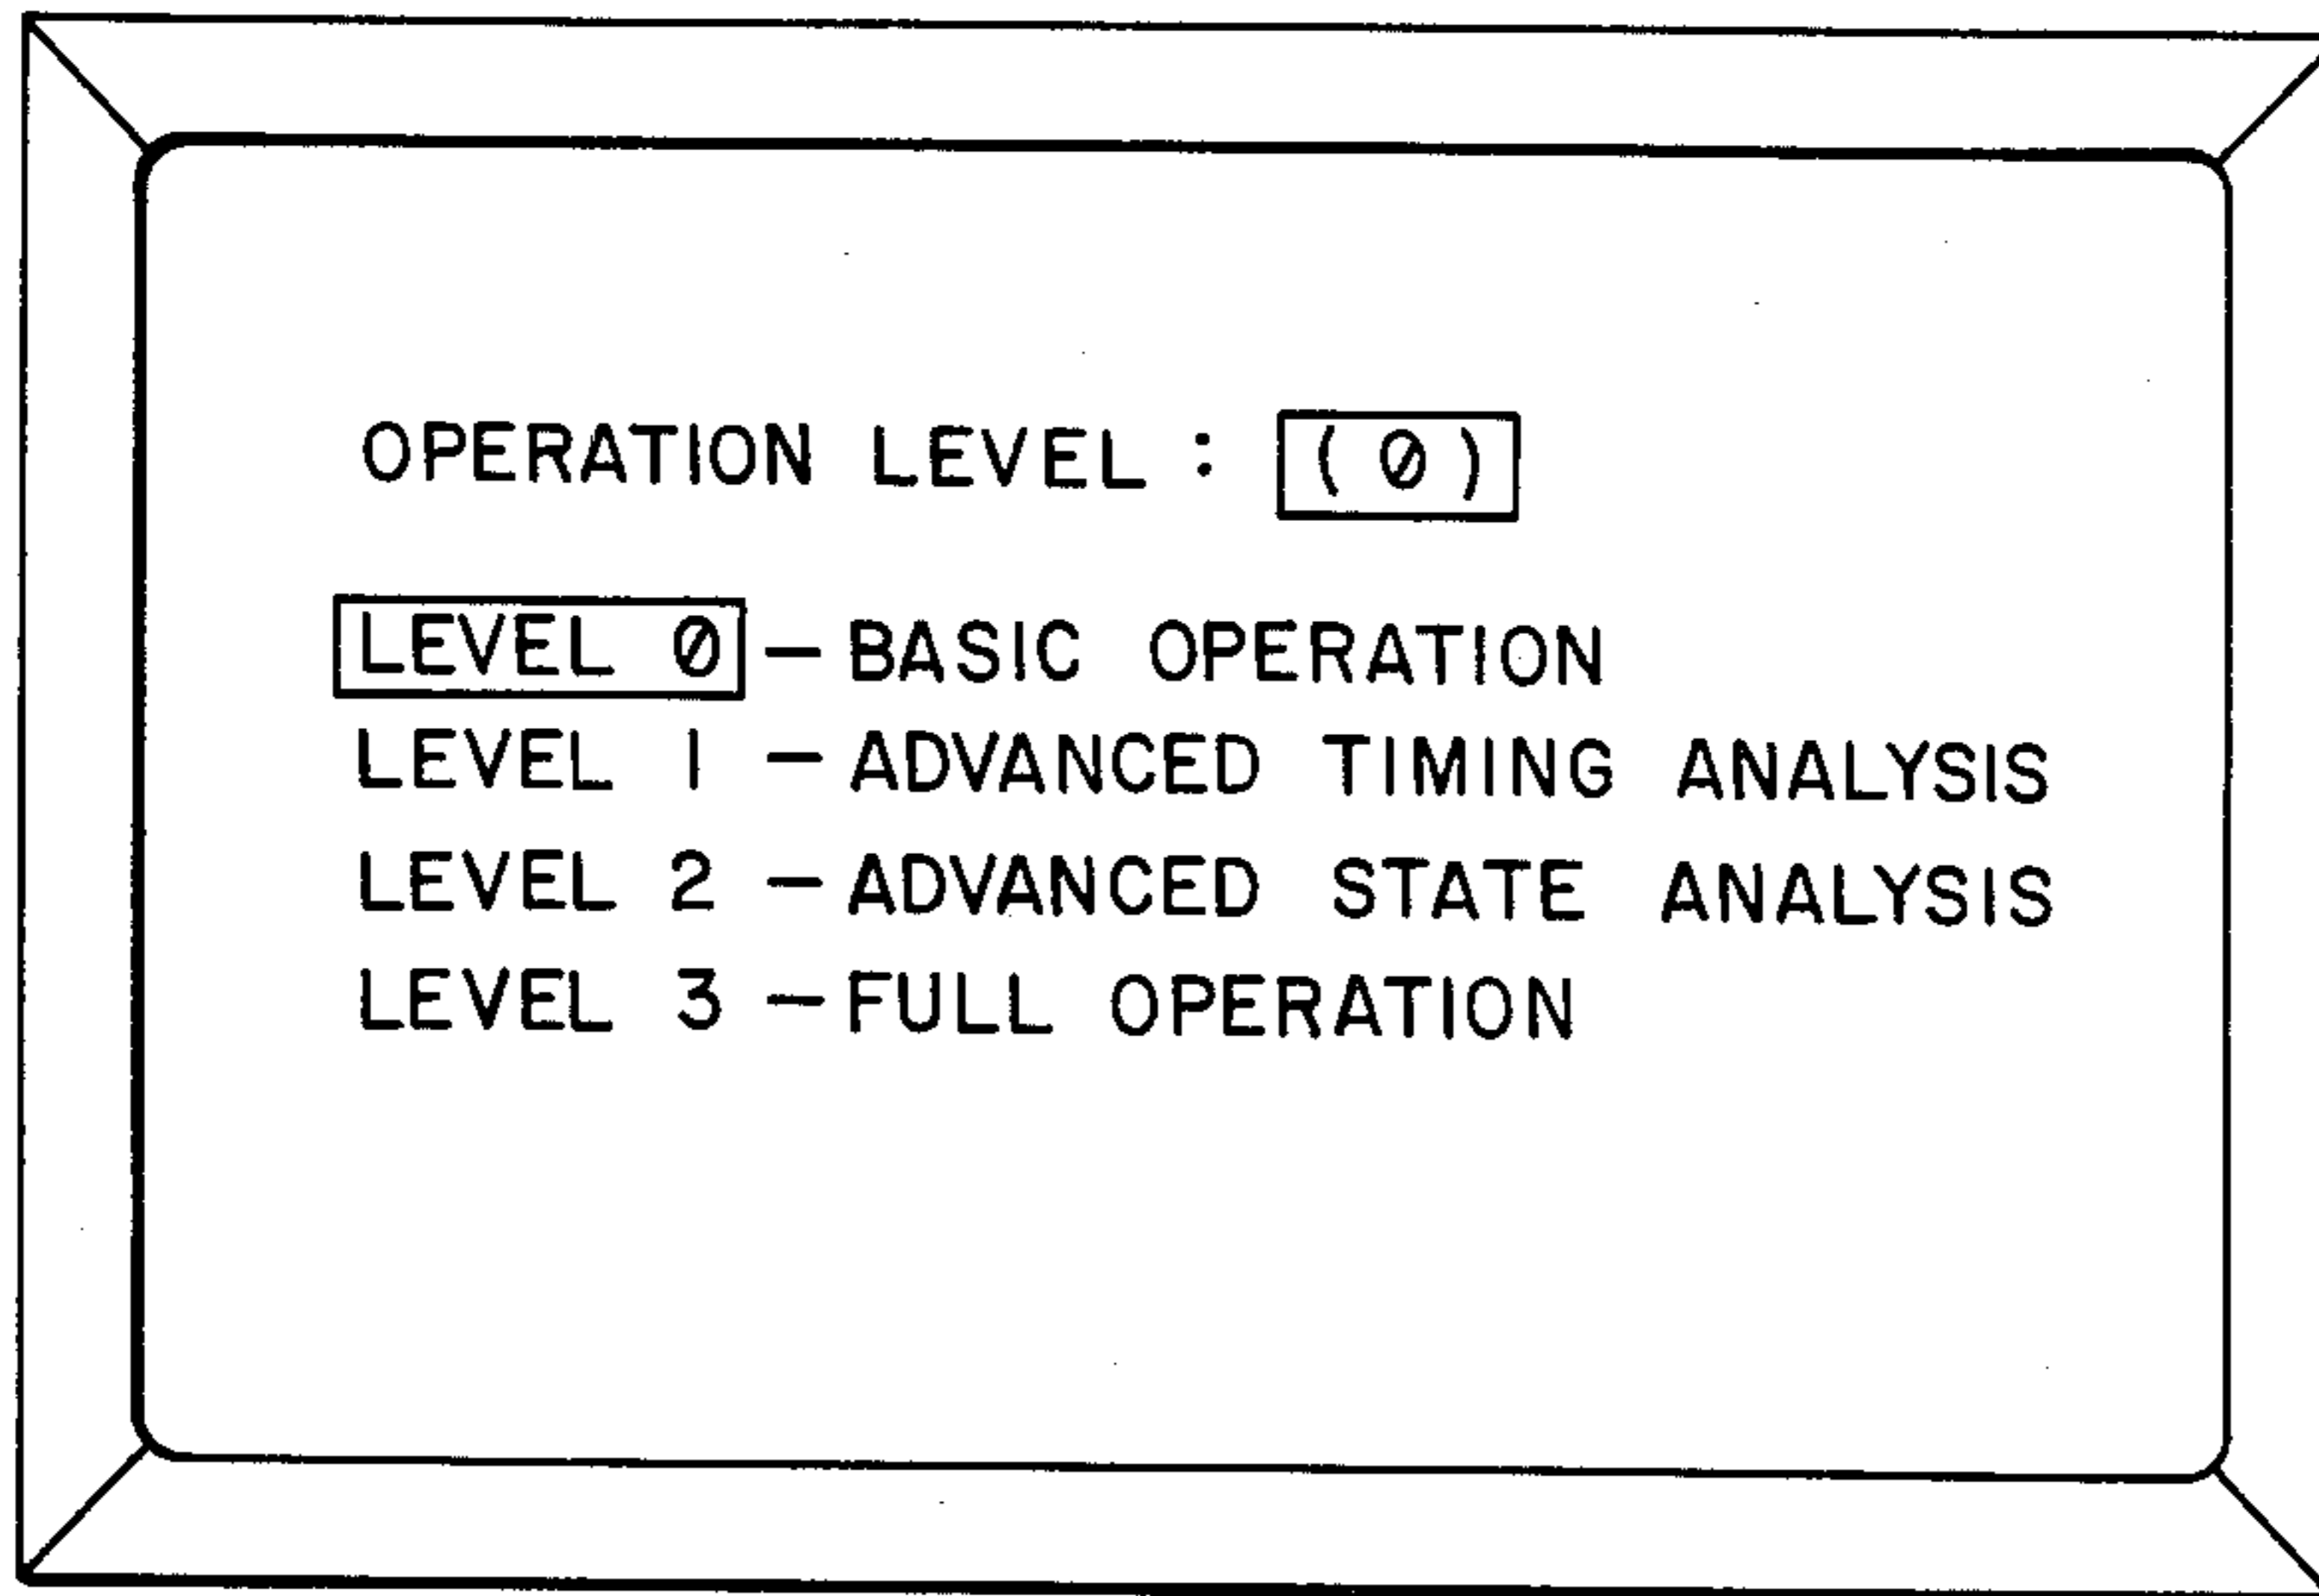 OPERATION LEVEL : (0)
LEVEL 0 — BASIC OPERATION
LEVEL 1 — ADVANCED TIMING ANALYSIS
LEVEL 2 — ADVANCED STATE ANALYSIS
LEVEL 3 — FULL OPERATION